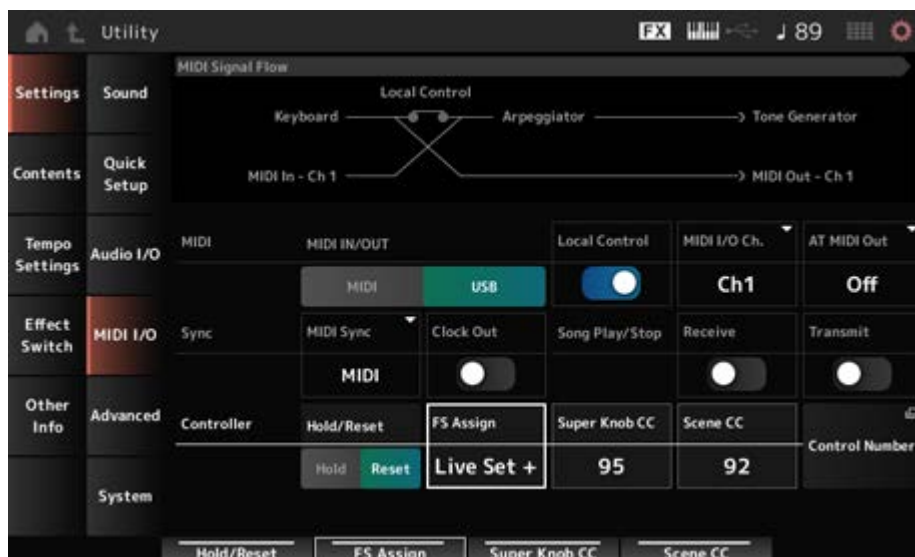 Utility
FX
89
Settings
Sound
MIDI Signal Flow
Local Control
Keyboard
Arpeggiator
Tone Generator
Contents
Quick
Setup
MIDI In - Ch 1
MIDI Out - Ch 1
Tempo
Settings
Audio I/O
MIDI
MIDI IN/OUT
Local Control
MIDI I/O Ch.
AT MIDI Out
MIDI
USB
Ch1
Off
Effect
Switch
MIDI I/O
Sync
MIDI Sync
Clock Out
Song Play/Stop
Receive
Transmit
MIDI
Other
Info
Advanced
Controller
Hold/Reset
FS Assign
Super Knob CC
Scene CC
Control Number
Hold
Reset
Live Set +
95
92
System
Hold/Reset
FS Assign
Super Knob CC
Scene CC